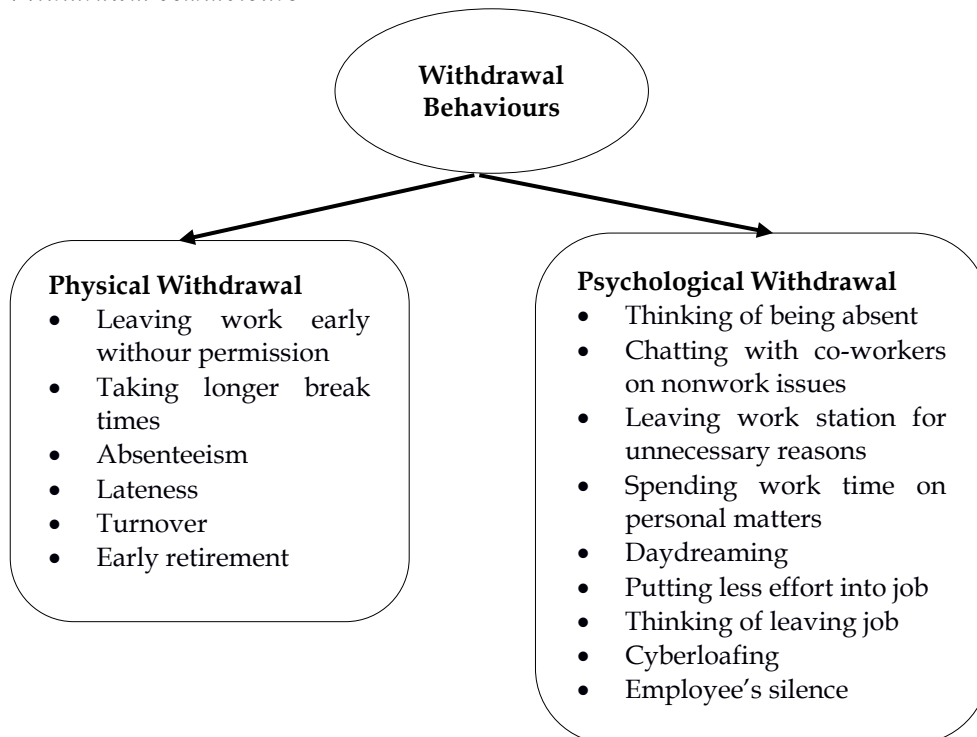 Withdrawal
Behaviours
Physical Withdrawal
• Leaving work early
withour permission
• Taking longer break
times
• Absenteeism
• Lateness
• Turnover
• Early retirement
Psychological Withdrawal
• Thinking of being absent
• Chatting with co-workers
on nonwork issues
• Leaving work station for
unnecessary reasons
• Spending work time on
personal matters
• Daydreaming
• Putting less effort into job
• Thinking of leaving job
• Cyberloafing
• Employee’s silence